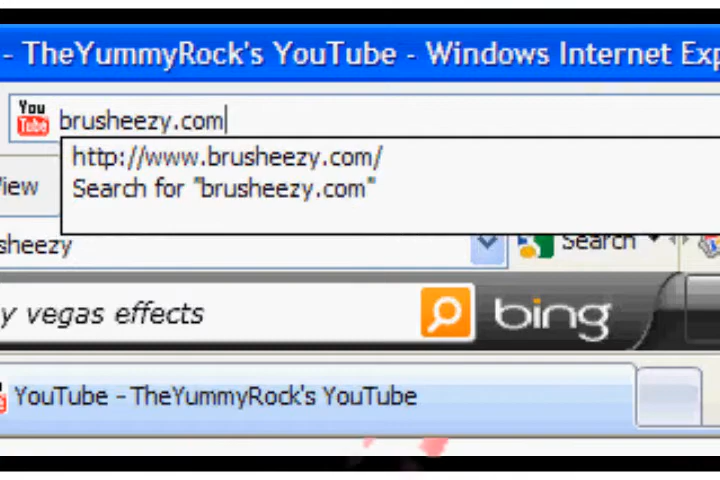 - TheYummyRock's YouTube - Windows Internet Exp
You Tube
brusheezy.com
http://www.brusheezy.com/
Search for "brusheezy.com"
View
sheezy
Search
y vegas effects
bing
YouTube - TheYummyRock's YouTube